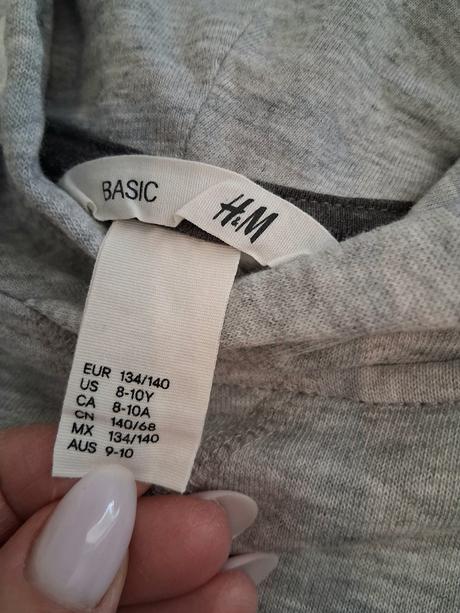 BASIC
H&M
EUR 134/140
US 8-10Y
CA 8-10A
CN 140/68
MX 134/140
AUS 9-10